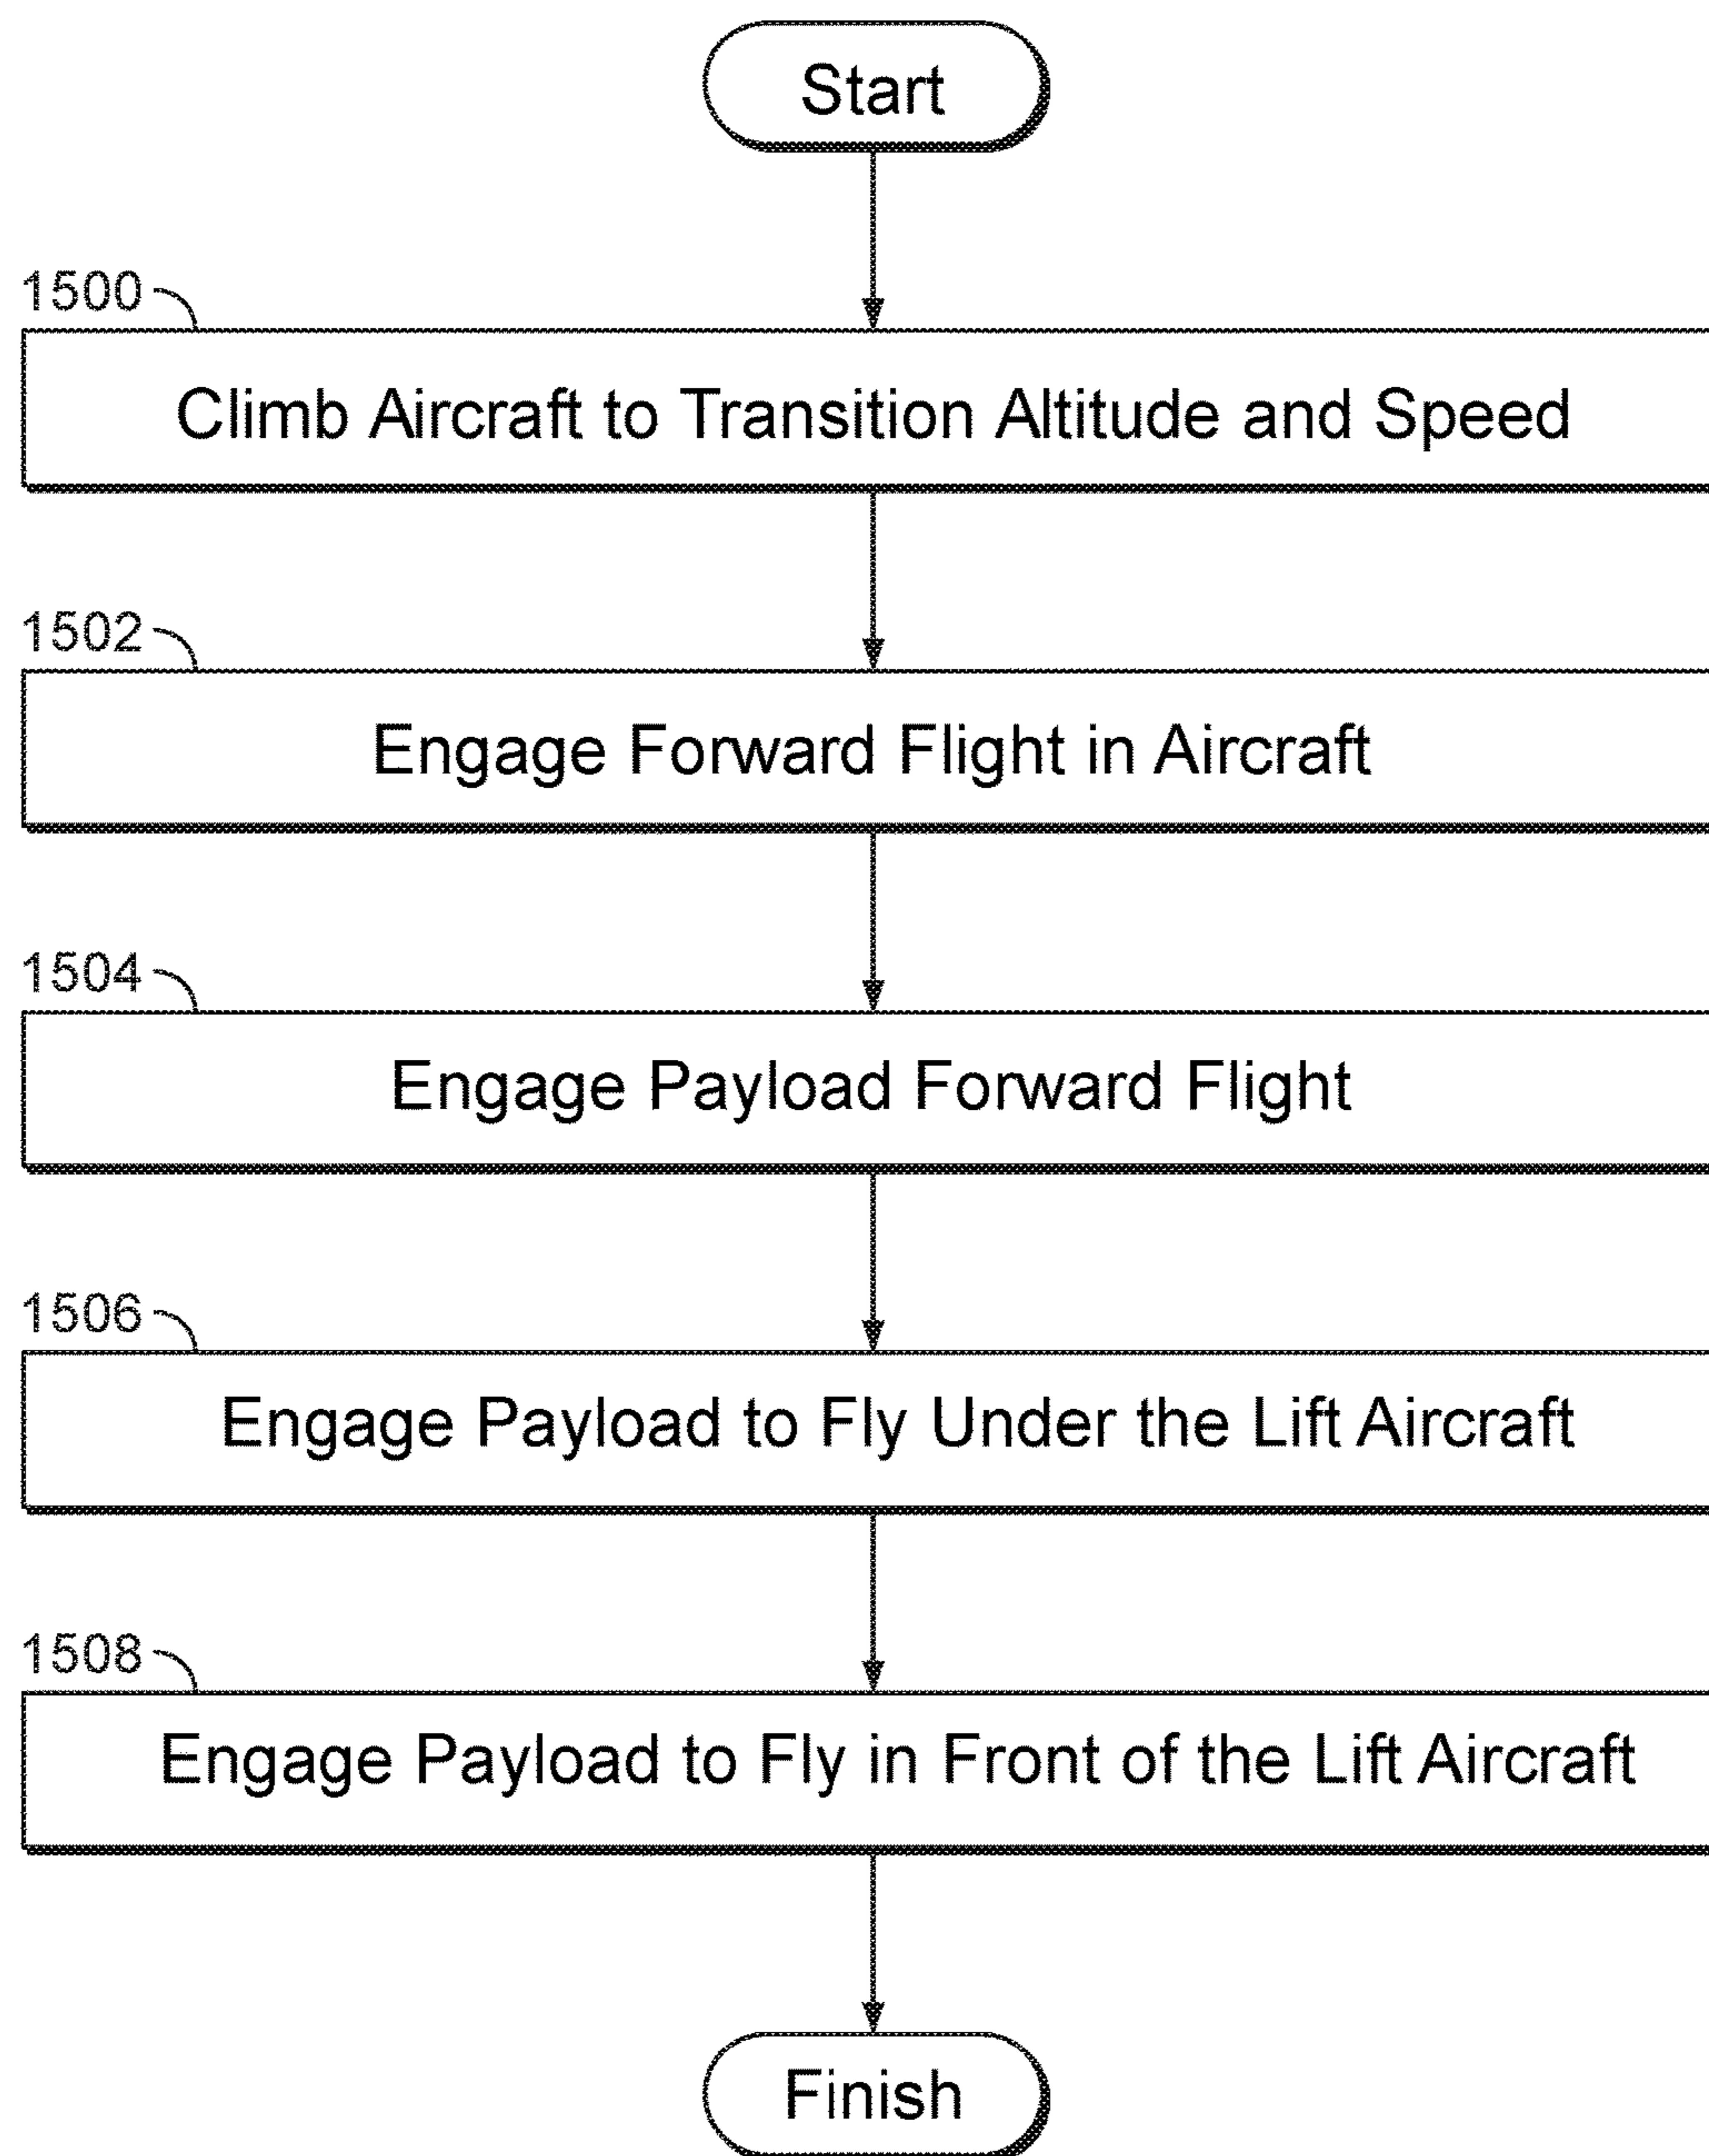 Start
1500
Climb Aircraft to Transition Altitude and Speed
1502
Engage Forward Flight in Aircraft
1504
Engage Payload Forward Flight
1506
Engage Payload to Fly Under the Lift Aircraft
1508
Engage Payload to Fly in Front of the Lift Aircraft
Finish